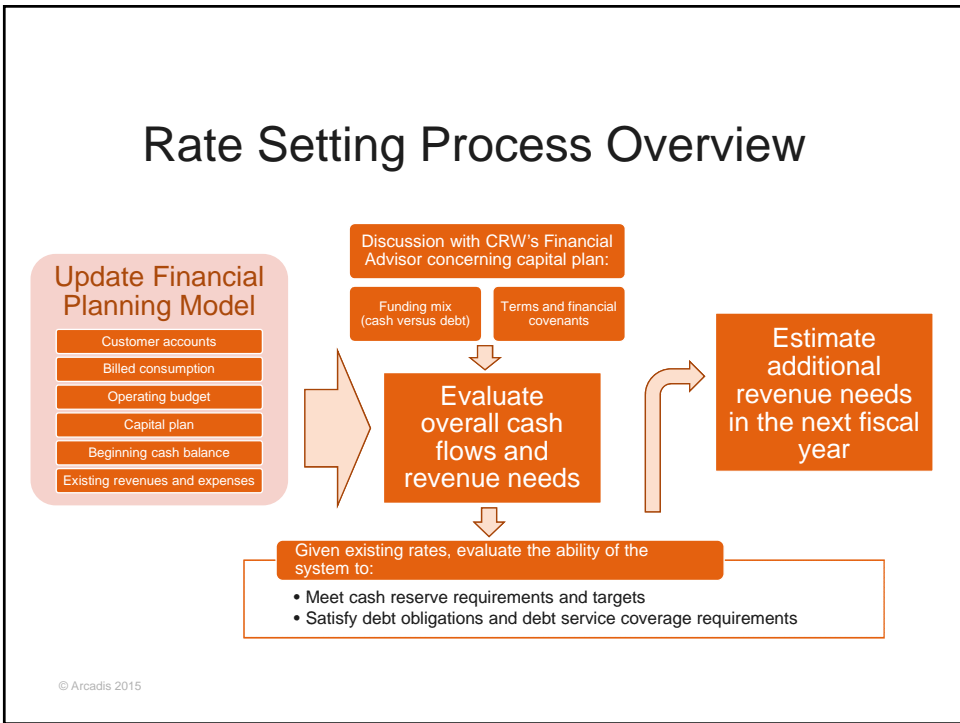 Rate Setting Process Overview
Update Financial
Planning Model
Customer accounts
Billed consumption
Operating budget
Capital plan
Beginning cash balance
Existing revenues and expenses
Discussion with CRW's Financial
Advisor concerning capital plan:
Funding mix
(cash versus debt)
Terms and financial
covenants
Evaluate
overall cash
flows and
revenue needs
Given existing rates, evaluate the ability of the
system to:
• Meet cash reserve requirements and targets
• Satisfy debt obligations and debt service coverage requirements
Estimate
additional
revenue needs
in the next fiscal
year
© Arcadis 2015